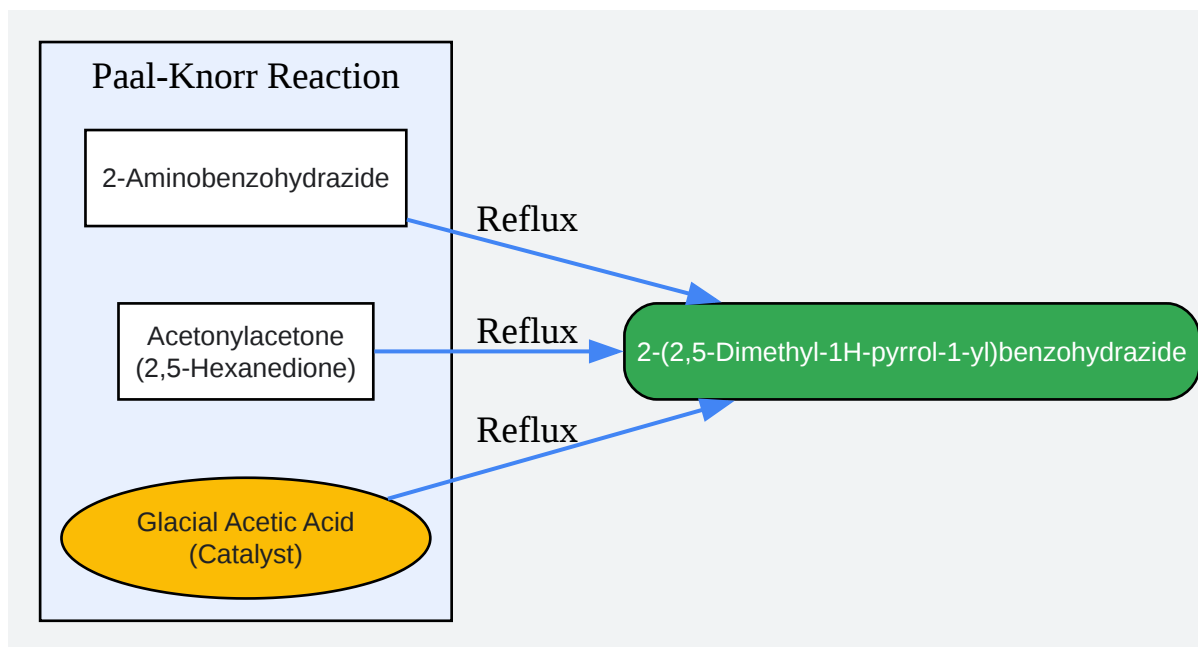 Paal-Knorr Reaction
2-Aminobenzohydrazide
Reflux
Acetonylacetone
(2,5-Hexanedione)
Reflux
2-(2,5-Dimethyl-1H-pyrrol-1-yl)benzohydrazide
Reflux
Glacial Acetic Acid
(Catalyst)